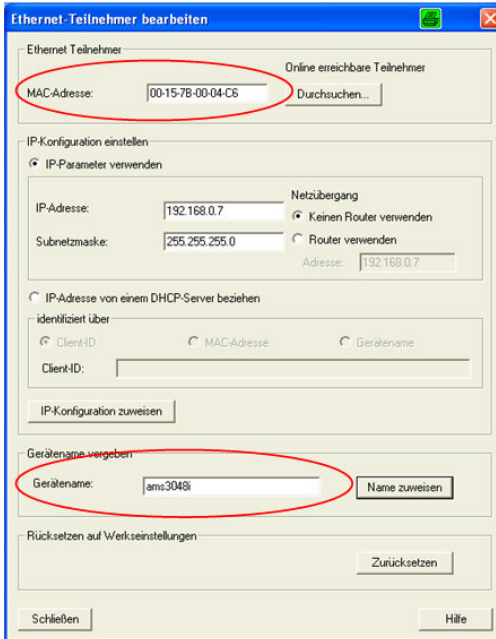 Ethernet-Teilnehmer bearbeiten
Ethernet Teilnehmer
Online erreichbare Teilnehmer
MAC-Adresse: 00-15-7B-00-04-C6 Durchsuchen...
IP-Konfiguration einstellen
IP-Parameter verwenden
Netzübergang
IP-Adresse: 192.168.0.7 Keinen Router verwenden
Subnetzmaske: 255.255.255.0 Router verwenden
Adresse: 192.168.0.7
IP-Adresse von einem DHCP-Server beziehen
identifiziert über
Client-ID MAC-Adresse Gerätename
Client-ID:
IP-Konfiguration zuweisen
Gerätename vergeben
Gerätename: ams3048i Name zuweisen
Rücksetzen auf Werkseinstellungen
Zurücksetzen
Schließen Hilfe